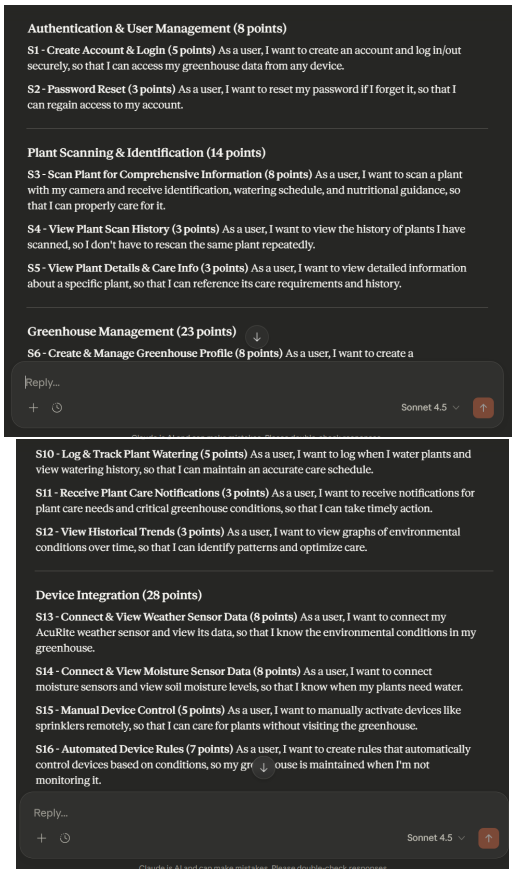 Authentication & User Management (8 points)
S1 - Create Account & Login (5 points) As a user, I want to create an account and log in/out
securely, so that I can access my greenhouse data from any device.
S2 - Password Reset (3 points) As a user, I want to reset my password if I forget it, so that I
can regain access to my account.
Plant Scanning & Identification (14 points)
S3 - Scan Plant for Comprehensive Information (8 points) As a user, I want to scan a plant
with my camera and receive identification, watering schedule, and nutritional guidance, so
that I can properly care for it.
S4 - View Plant Scan History (3 points) As a user, I want to view the history of plants I have
scanned, so I don't have to rescan the same plant repeatedly.
S5 - View Plant Details & Care Info (3 points) As a user, I want to view detailed information
about a specific plant, so that I can reference its care requirements and history.
Greenhouse Management (23 points)
S6 - Create & Manage Greenhouse Profile (8 points) As a user, I want to create a
Reply...
Sonnet 4.5
Claude is AI and can make mistakes. Please double-check responses.
S10 - Log & Track Plant Watering (5 points) As a user, I want to log when I water plants and
view watering history, so that I can maintain an accurate care schedule.
S11 - Receive Plant Care Notifications (3 points) As a user, I want to receive notifications for
plant care needs and critical greenhouse conditions, so that I can take timely action.
S12 - View Historical Trends (3 points) As a user, I want to view graphs of environmental
conditions over time, so that I can identify patterns and optimize care.
Device Integration (28 points)
S13 - Connect & View Weather Sensor Data (8 points) As a user, I want to connect my
AcuRite weather sensor and view its data, so that I know the environmental conditions in my
greenhouse.
S14 - Connect & View Moisture Sensor Data (8 points) As a user, I want to connect
moisture sensors and view soil moisture levels, so that I know when my plants need water.
S15 - Manual Device Control (5 points) As a user, I want to manually activate devices like
sprinklers remotely, so that I can care for plants without visiting the greenhouse.
S16 - Automated Device Rules (7 points) As a user, I want to create rules that automatically
control devices based on conditions, so my gr ouse is maintained when I'm not
monitoring it.
Reply...
Sonnet 4.5
Claude is AI and can make mistakes. Please double-check responses.